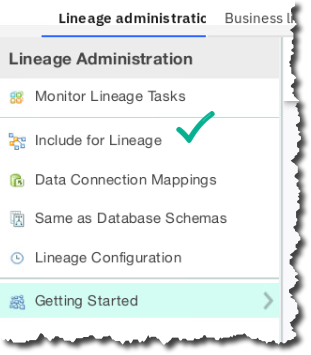 Lineage administratic
Business li
Lineage Administration
Monitor Lineage Tasks
Include for Lineage
Data Connection Mappings
Same as Database Schemas
Lineage Configuration
Getting Started